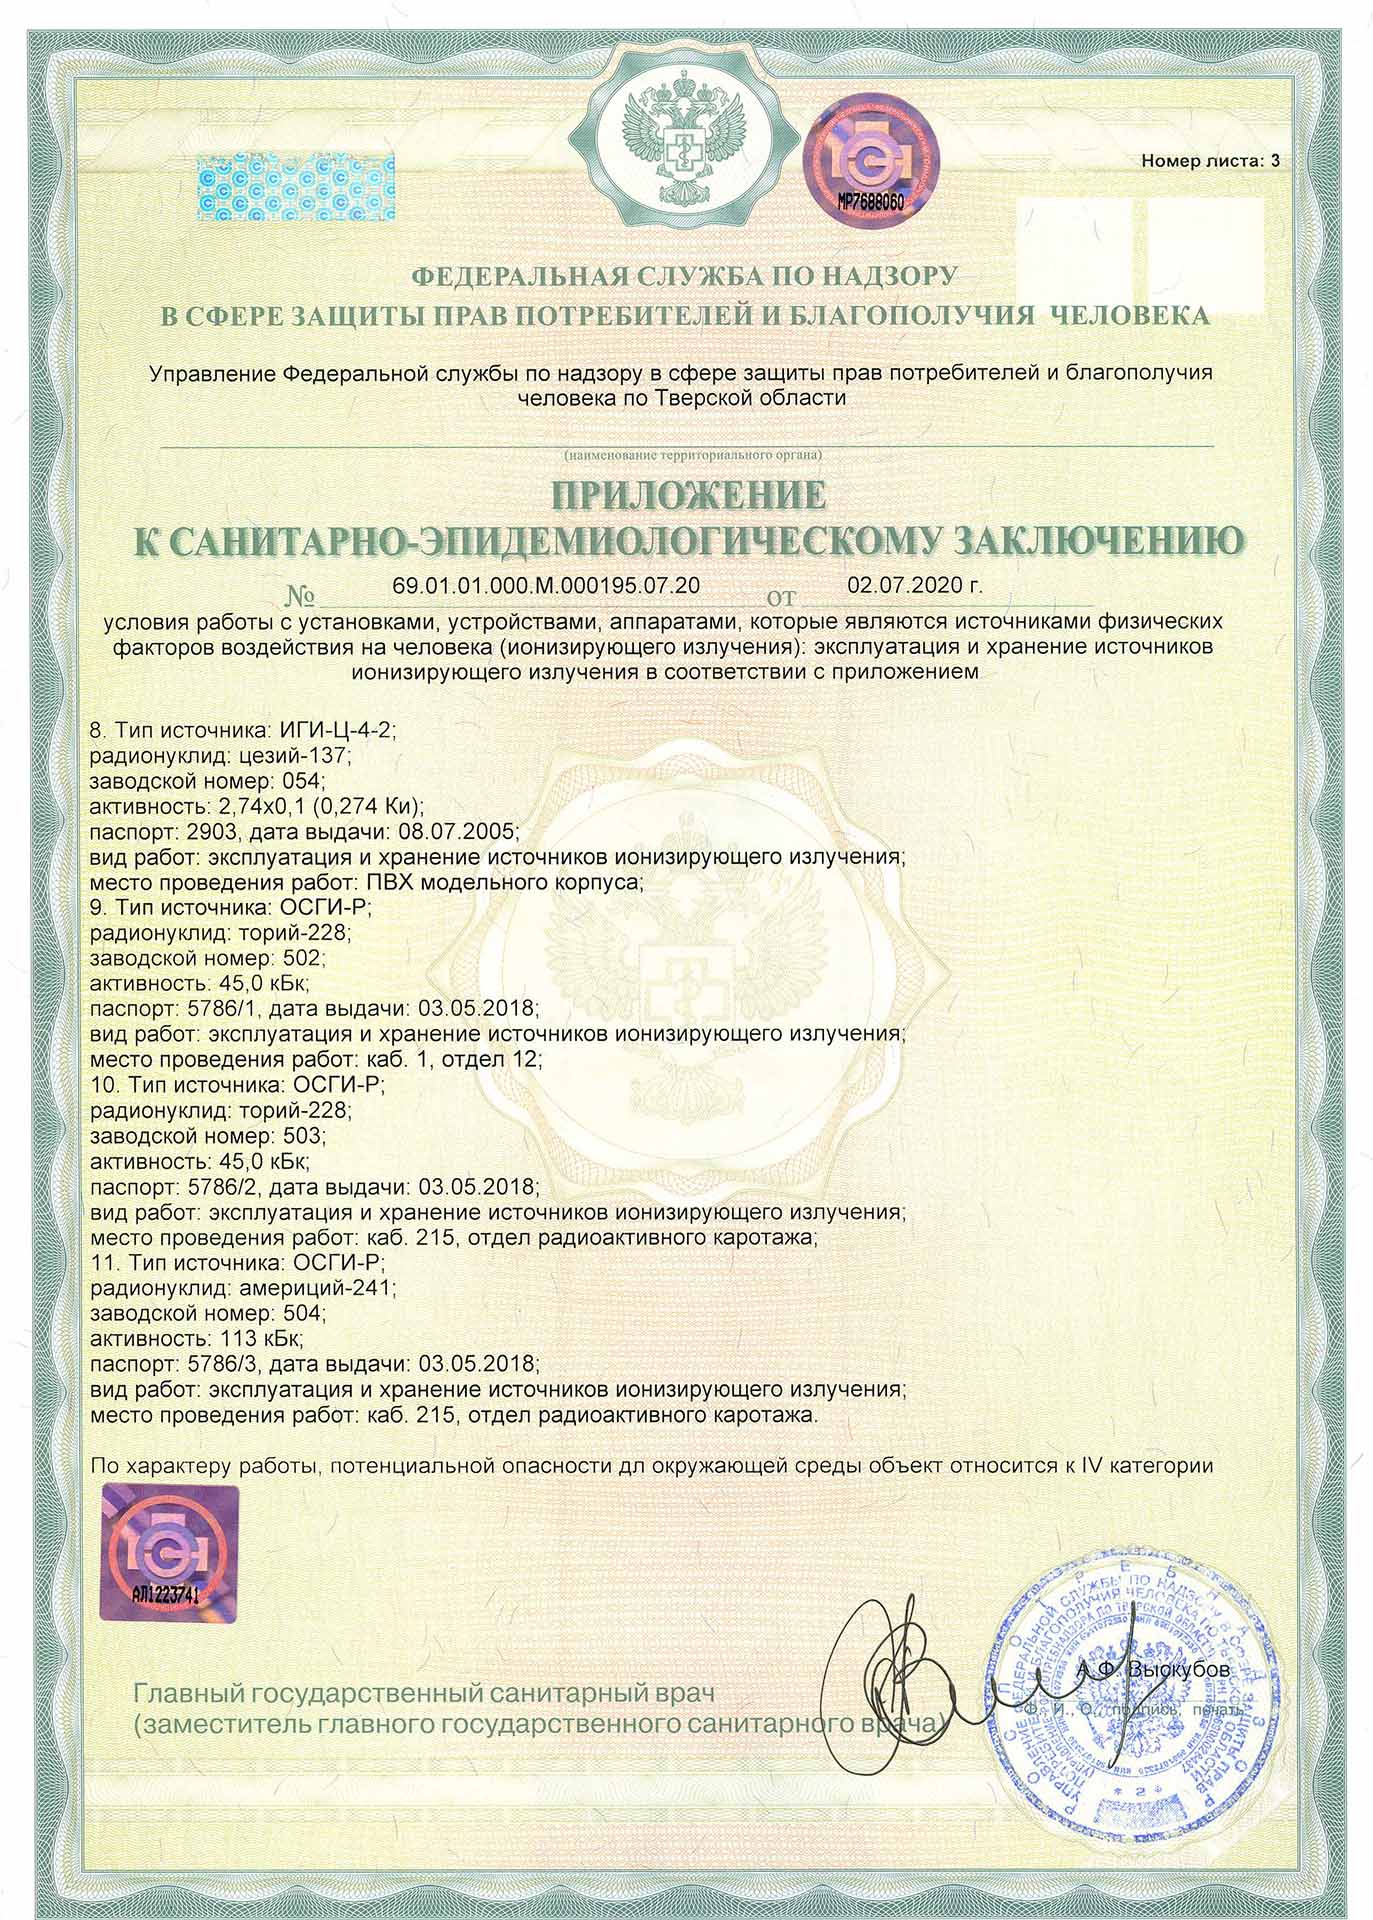 МР7688060
Номер листа: 3
ФЕДЕРАЛЬНАЯ СЛУЖБА ПО НАДЗОРУ
В СФЕРЕ ЗАЩИТЫ ПРАВ ПОТРЕБИТЕЛЕЙ И БЛАГОПОЛУЧИЯ ЧЕЛОВЕКА
Управление Федеральной службы по надзору в сфере защиты прав потребителей и благополучия
человека по Тверской области
(наименование территориального органа)
ПРИЛОЖЕНИЕ
К САНИТАРНО-ЭПИДЕМИОЛОГИЧЕСКОМУ ЗАКЛЮЧЕНИЮ
№ 69.01.01.000.М.000195.07.20 от 02.07.2020 г.
условия работы с установками, устройствами, аппаратами, которые являются источниками физических
факторов воздействия на человека (ионизирующего излучения): эксплуатация и хранение источников
ионизирующего излучения в соответствии с приложением
8. Тип источника: ИГИ-Ц-4-2;
радионуклид: цезий-137;
заводской номер: 054;
активность: 2,74х0,1 (0,274 Ки);
паспорт: 2903, дата выдачи: 08.07.2005;
вид работ: эксплуатация и хранение источников ионизирующего излучения;
место проведения работ: ПВХ модельного корпуса;
9. Тип источника: ОСГИ-Р;
радионуклид: торий-228;
заводской номер: 502;
активность: 45,0 кБк;
паспорт: 5786/1, дата выдачи: 03.05.2018;
вид работ: эксплуатация и хранение источников ионизирующего излучения;
место проведения работ: каб. 1, отдел 12;
10. Тип источника: ОСГИ-Р;
радионуклид: торий-228;
заводской номер: 503;
активность: 45,0 кБк;
паспорт: 5786/2, дата выдачи: 03.05.2018;
вид работ: эксплуатация и хранение источников ионизирующего излучения;
место проведения работ: каб. 215, отдел радиоактивного каротажа;
11. Тип источника: ОСГИ-Р;
радионуклид: америций-241;
заводской номер: 504;
активность: 113 кБк;
паспорт: 5786/3, дата выдачи: 03.05.2018;
вид работ: эксплуатация и хранение источников ионизирующего излучения;
место проведения работ: каб. 215, отдел радиоактивного каротажа.
По характеру работы, потенциальной опасности дл окружающей среды объект относится к IV категории
АЛ1223741
Главный государственный санитарный врач
(заместитель главного государственного санитарного врача)
А.Ф. Выскубов
Ф. И., О., подпись, печать
РОСПОТРЕБНАДЗОР
* 2 *